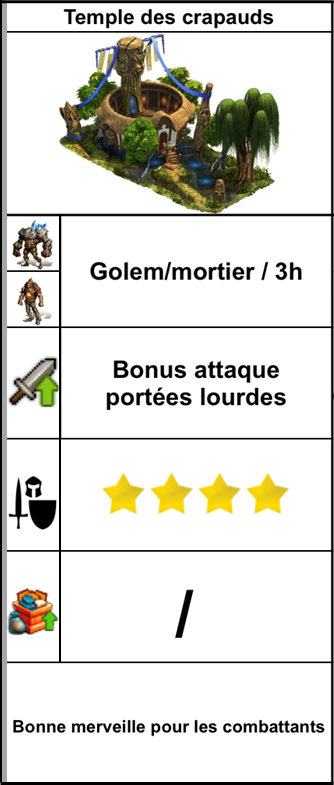 Temple des crapauds
Golem/mortier / 3h
Bonus attaque
portées lourdes
/
Bonne merveille pour les combattants